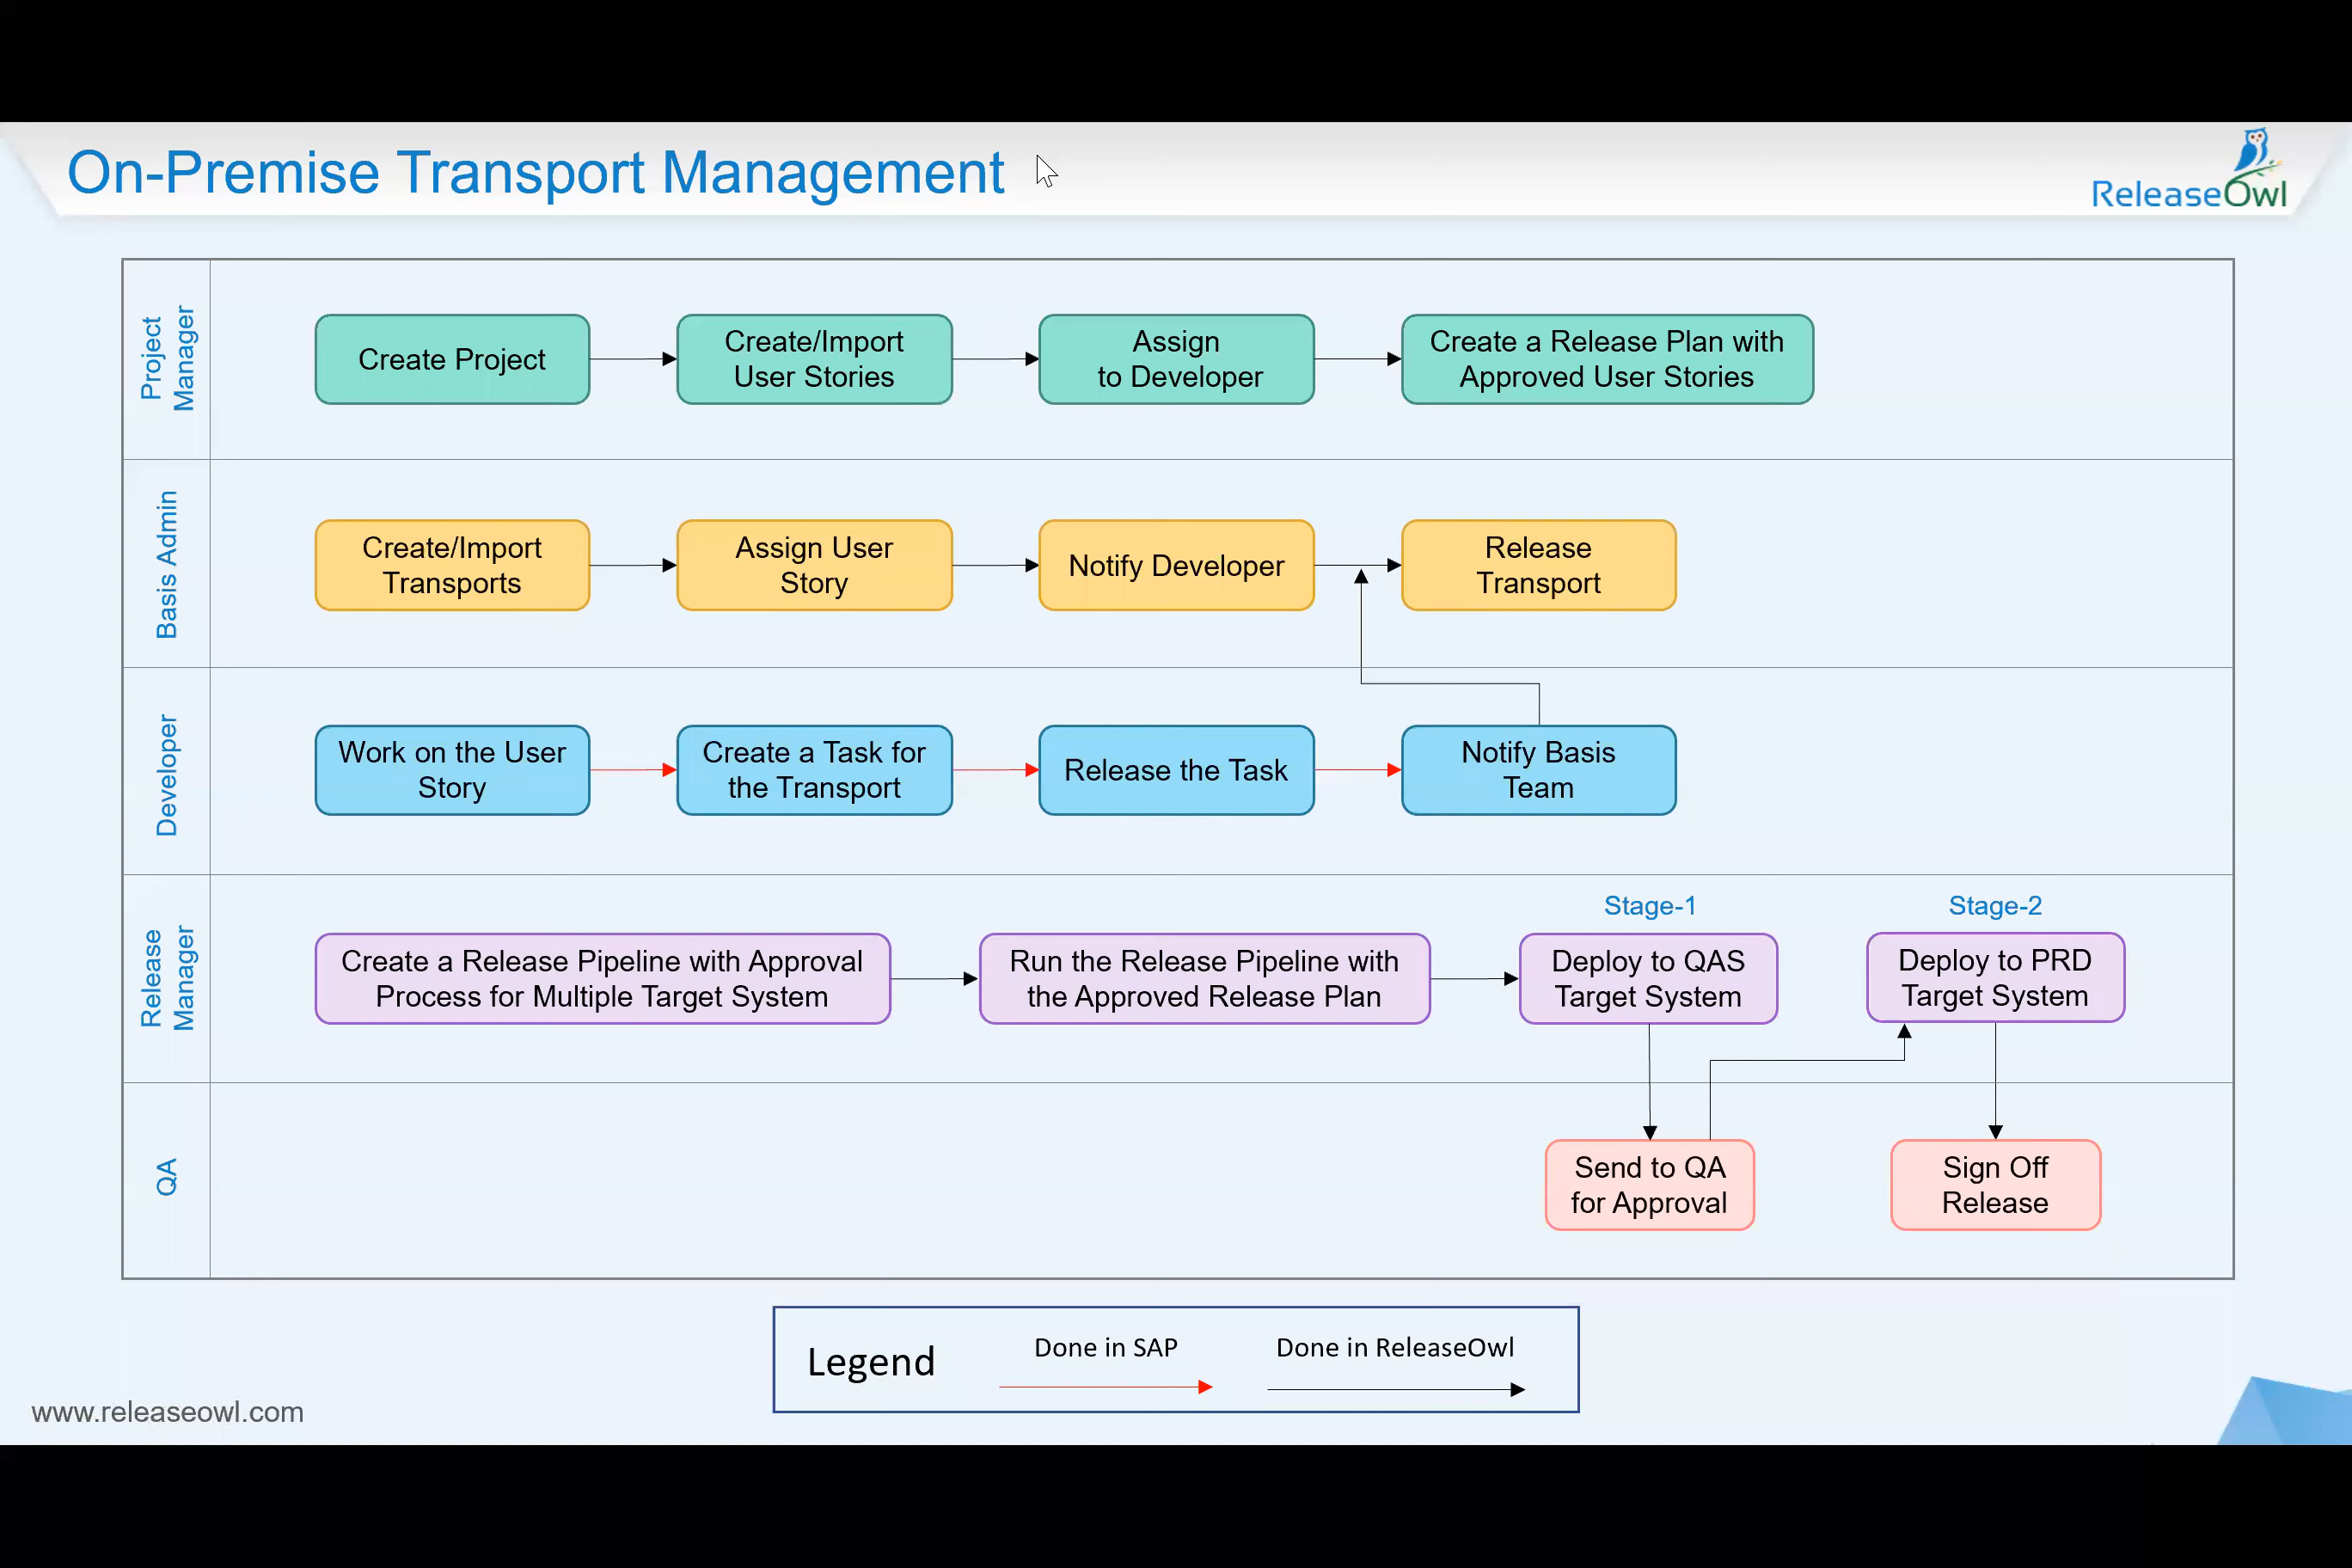 On-Premise Transport Management
ReleaseOwl
Project
Manager
Create Project
Create/Import
User Stories
Assign
to Developer
Create a Release Plan with
Approved User Stories
Basis Admin
Create/Import
Transports
Assign User
Story
Notify Developer
Release
Transport
Developer
Work on the User
Story
Create a Task for
the Transport
Release the Task
Notify Basis
Team
Release
Manager
Create a Release Pipeline with Approval
Process for Multiple Target System
Run the Release Pipeline with
the Approved Release Plan
Stage-1
Deploy to QAS
Target System
Stage-2
Deploy to PRD
Target System
QA
Send to QA
for Approval
Sign Off
Release
Legend
Done in SAP
Done in ReleaseOwl
www.releaseowl.com